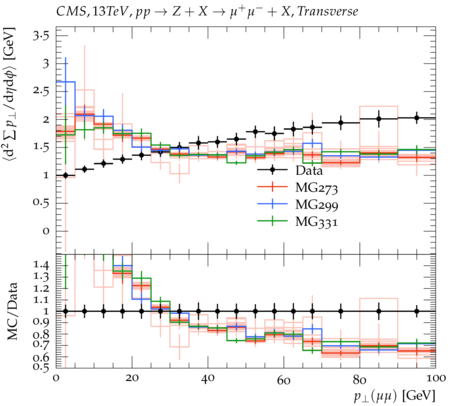 CMS, 13TeV, pp → Z + X → μ⁺μ⁻ + X, Transverse
⟨d² ∑ p⊥/dηdϕ⟩ [GeV]
3.5
3
2.5
2
1.5
1
0.5
0
Data
MG273
MG299
MG331
MC/Data
1.4
1.3
1.2
1.1
1
0.9
0.8
0.7
0.6
0.5
0 20 40 60 80 100
p⊥(μμ) [GeV]